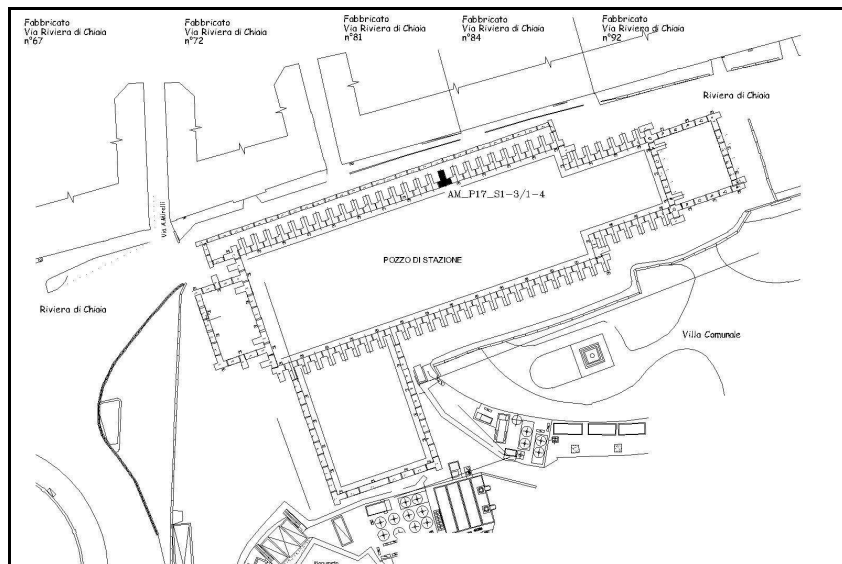 Fabbricato
Via Riviera di Chiaia
n°67
Fabbricato
Via Riviera di Chiaia
n°72
Fabbricato
Via Riviera di Chiaia
n°81
Fabbricato
Via Riviera di Chiaia
n°84
Fabbricato
Via Riviera di Chiaia
n°92
Riviera di Chiaia
AM_P17_S1-3/1-4
Via A.Mirelli
POZZO DI STAZIONE
Riviera di Chiaia
Villa Comunale